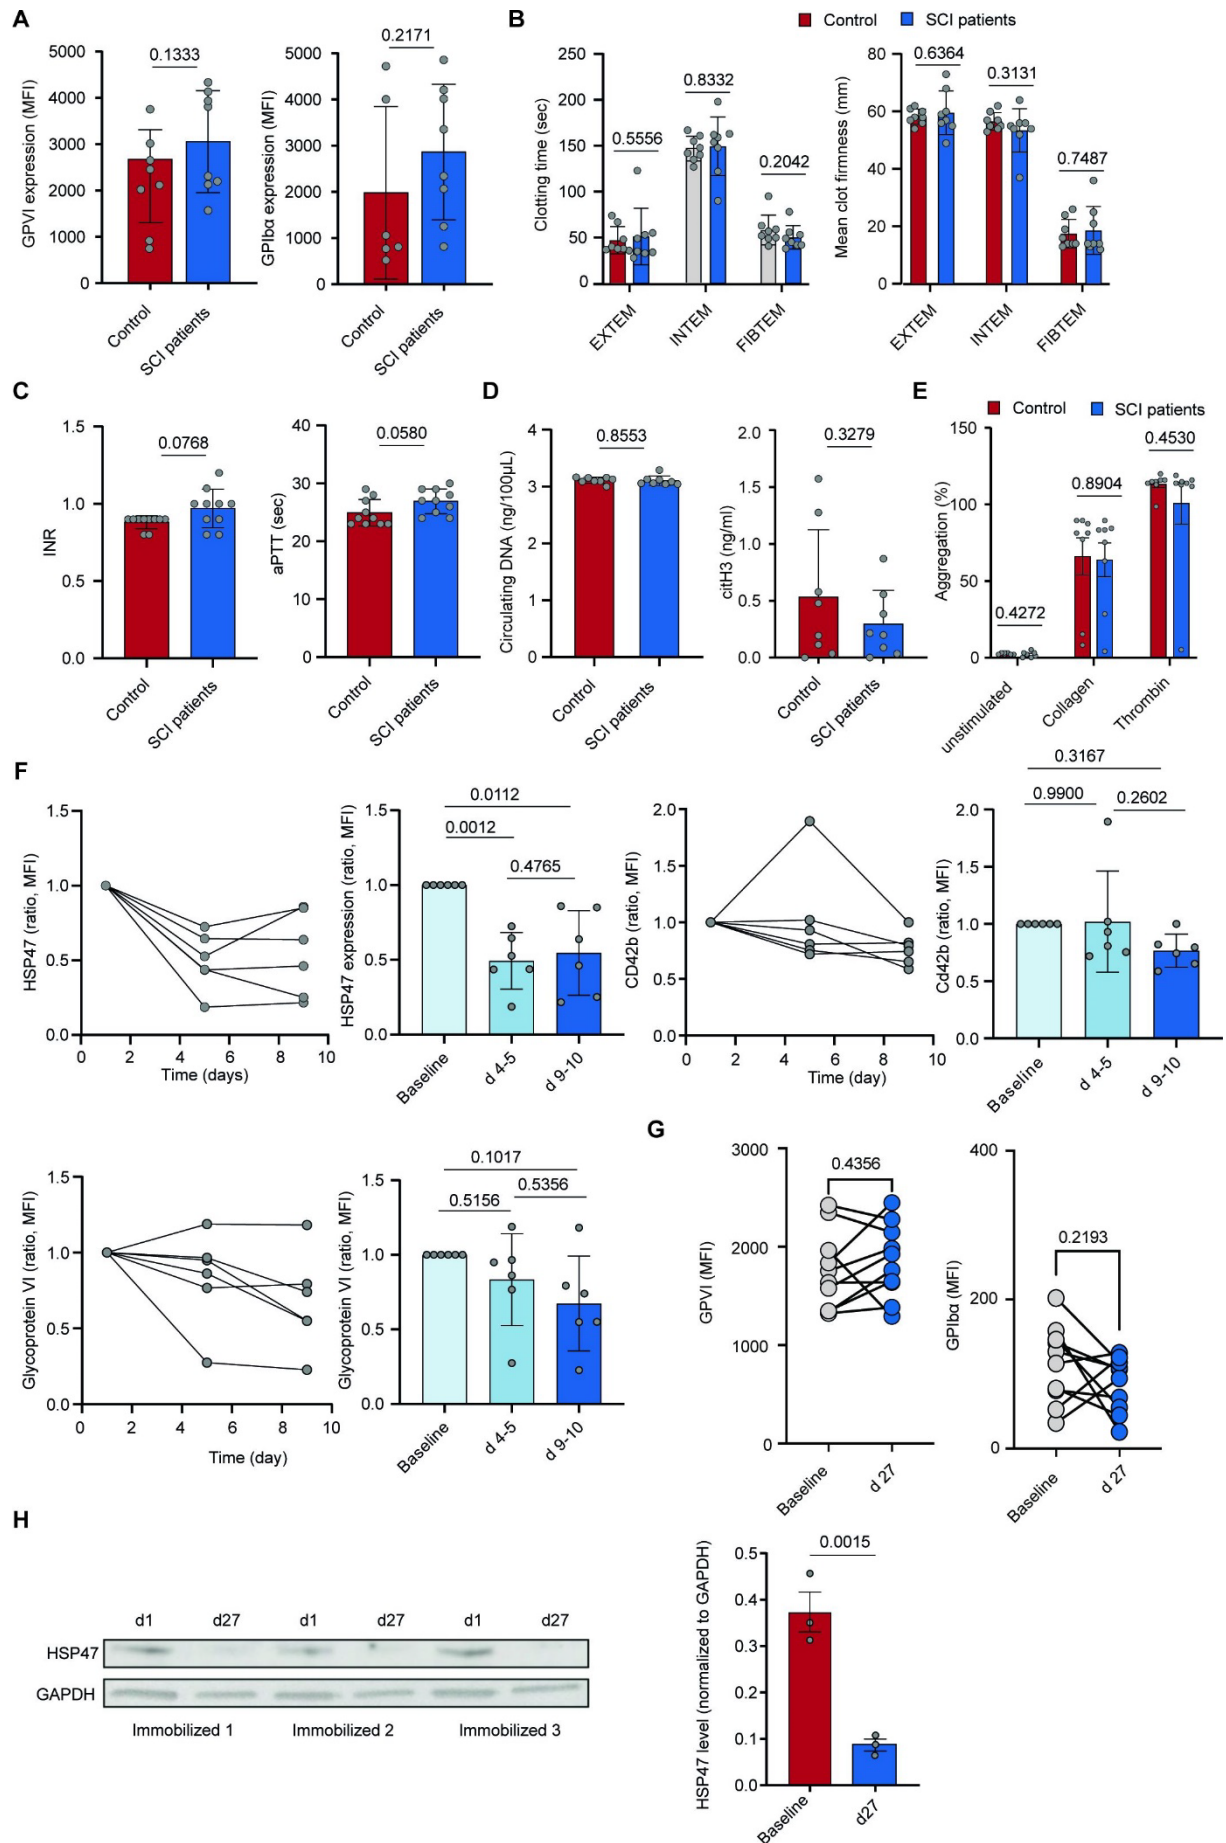 A
GPVI expression (MFI)
5000
4000
3000
2000
1000
0
0.1333
Control
SCI patients
GPIbα expression (MFI)
5000
4000
3000
2000
1000
0
0.2171
Control
SCI patients
B
Control
SCI patients
Clotting time (sec)
250
200
150
100
50
0
0.5556
0.8332
0.2042
EXTEM
INTEM
FIBTEM
Mean clot firmness (mm)
80
60
40
20
0
0.6364
0.3131
0.7487
EXTEM
INTEM
FIBTEM
C
INR
1.5
1.0
0.5
0.0
0.0768
Control
SCI patients
aPTT (sec)
40
30
20
10
0
0.0580
Control
SCI patients
D
Circulating DNA (ng/100µL)
4
3
2
1
0
0.8553
Control
SCI patients
citH3 (ng/ml)
2.0
1.5
1.0
0.5
0.0
0.3279
Control
SCI patients
E
Control
SCI patients
Aggregation (%)
150
100
50
0
0.4272
0.8904
0.4530
unstimulated
Collagen
Thrombin
F
HSP47 (ratio, MFI)
1.5
1.0
0.5
0.0
0 2 4 6 8 10
Time (days)
HSP47 expression (ratio, MFI)
1.5
1.0
0.5
0.0
0.0112
0.0012
0.4765
Baseline
d 4-5
d 9-10
CD42b (ratio, MFI)
2.0
1.5
1.0
0.5
0.0
0 2 4 6 8 10
Time (day)
Cd42b (ratio, MFI)
2.0
1.5
1.0
0.5
0.0
0.3167
0.9900
0.2602
Baseline
d 4-5
d 9-10
Glycoprotein VI (ratio, MFI)
1.5
1.0
0.5
0.0
0 2 4 6 8 10
Time (day)
Glycoprotein VI (ratio, MFI)
1.5
1.0
0.5
0.0
0.1017
0.5156
0.5356
Baseline
d 4-5
d 9-10
G
GPVI (MFI)
3000
2000
1000
0
0.4356
Baseline
d 27
GPIbα (MFI)
400
200
0
0.2193
Baseline
d 27
H
d1 d27 d1 d27 d1 d27
HSP47
GAPDH
Immobilized 1 Immobilized 2 Immobilized 3
HSP47 level (normalized to GAPDH)
0.5
0.4
0.3
0.2
0.1
0.0
0.0015
Baseline
d27